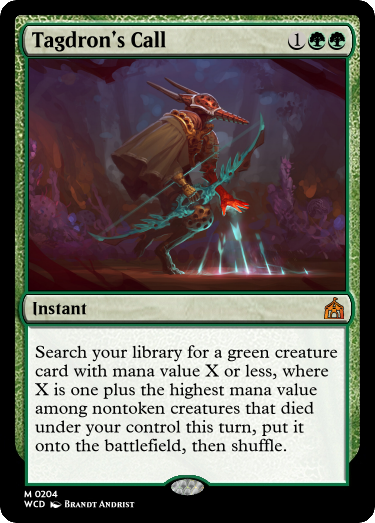 Tagdron's Call 1
Instant
Search your library for a green creature
card with mana value X or less, where
X is one plus the highest mana value
among nontoken creatures that died
under your control this turn, put it
onto the battlefield, then shuffle.
M 0204
WCD Brandt Andrist